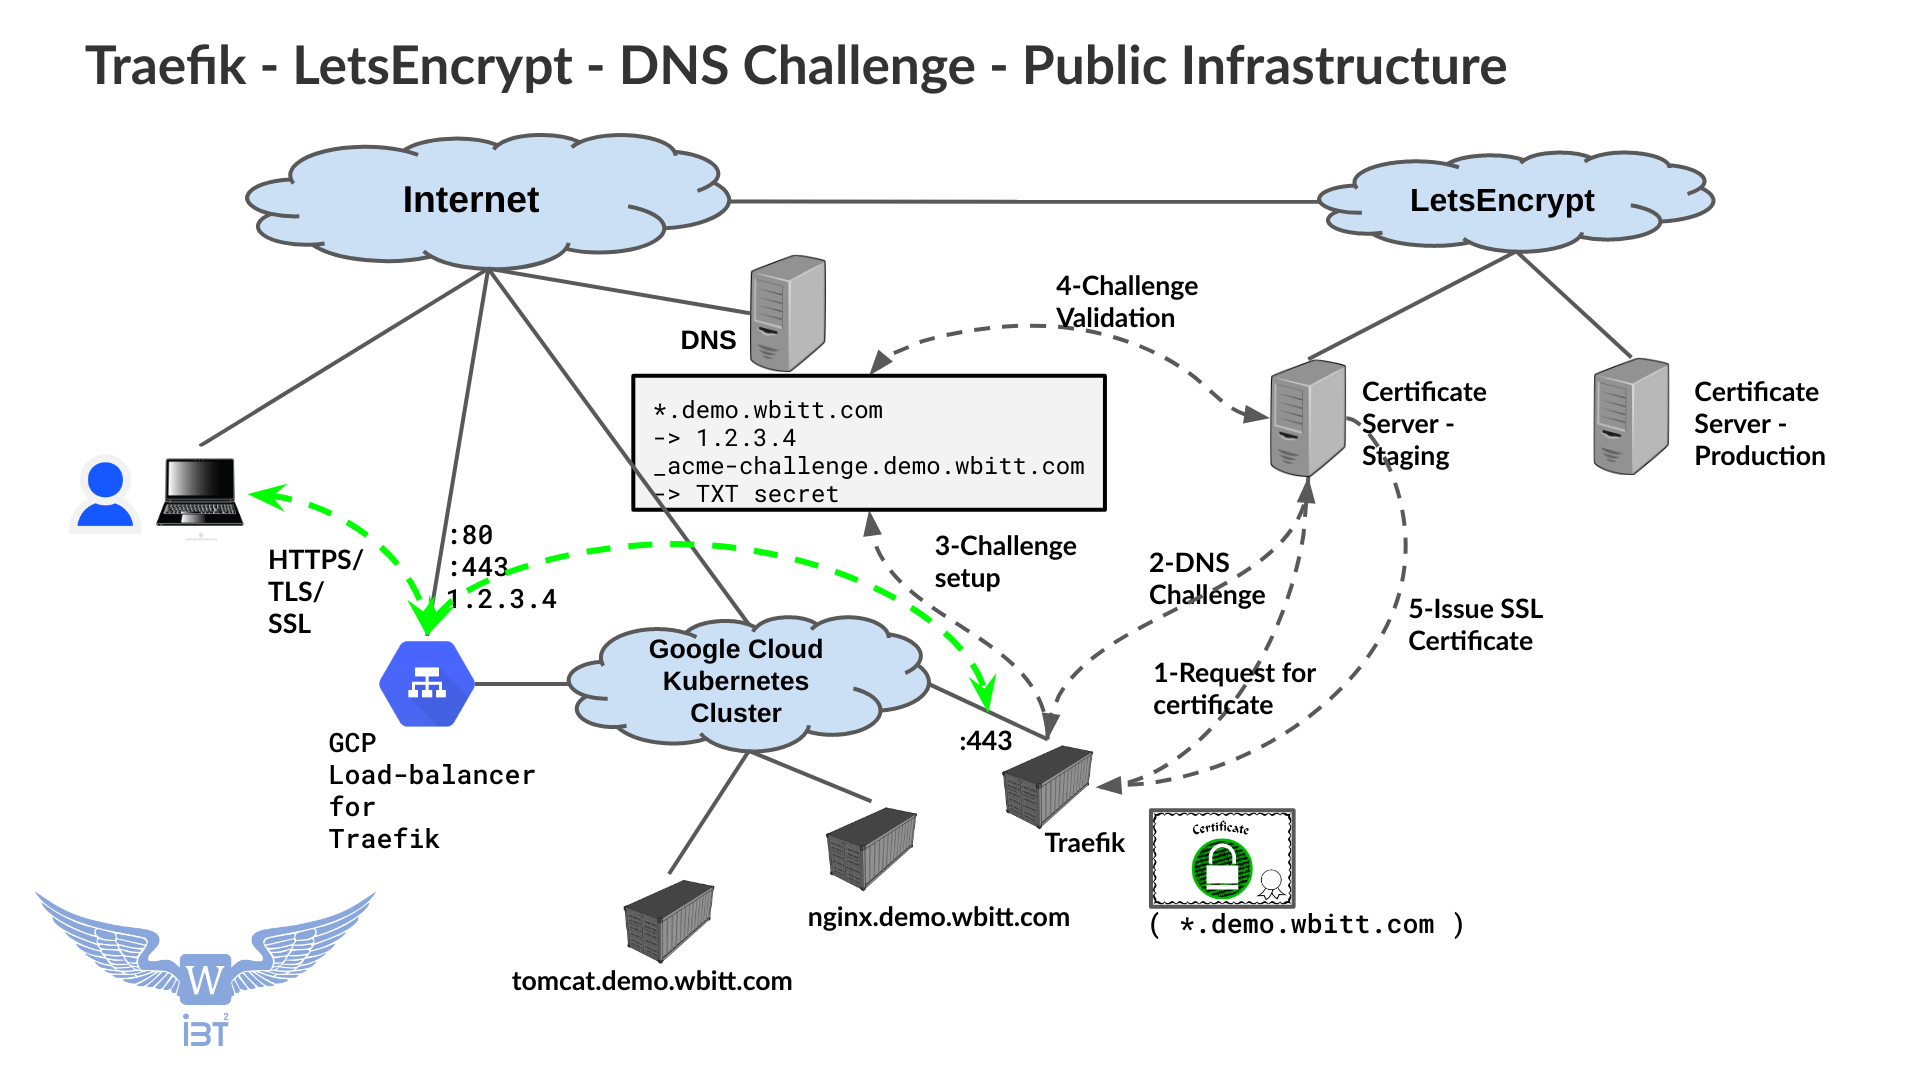 Traefik - LetsEncrypt - DNS Challenge - Public Infrastructure
Internet
LetsEncrypt
DNS
4-Challenge
Validation
*.demo.wbitt.com
-> 1.2.3.4
_acme-challenge.demo.wbitt.com
-> TXT secret
Certificate
Server -
Staging
Certificate
Server -
Production
HTTPS/
TLS/
SSL
:80
:443
1.2.3.4
3-Challenge
setup
2-DNS
Challenge
5-Issue SSL
Certificate
1-Request for
certificate
Google Cloud
Kubernetes
Cluster
GCP
Load-balancer
for
Traefik
:443
Traefik
Certificate
( *.demo.wbitt.com )
nginx.demo.wbitt.com
tomcat.demo.wbitt.com
W
iBT²